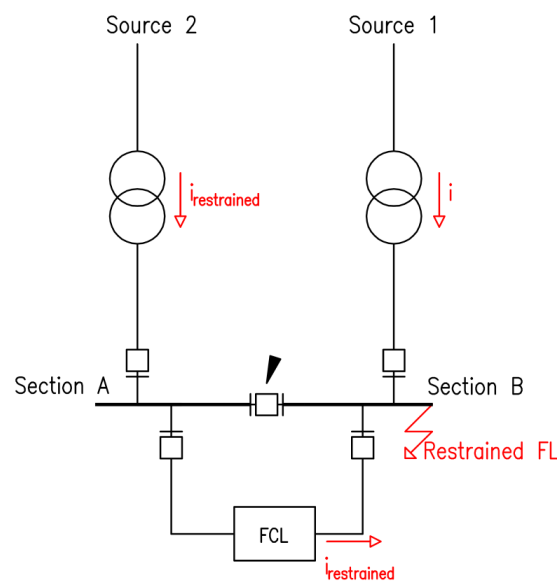 Source 2
Source 1
irestrained
i
Section A
Section B
Restrained FL
FCL
irestrained